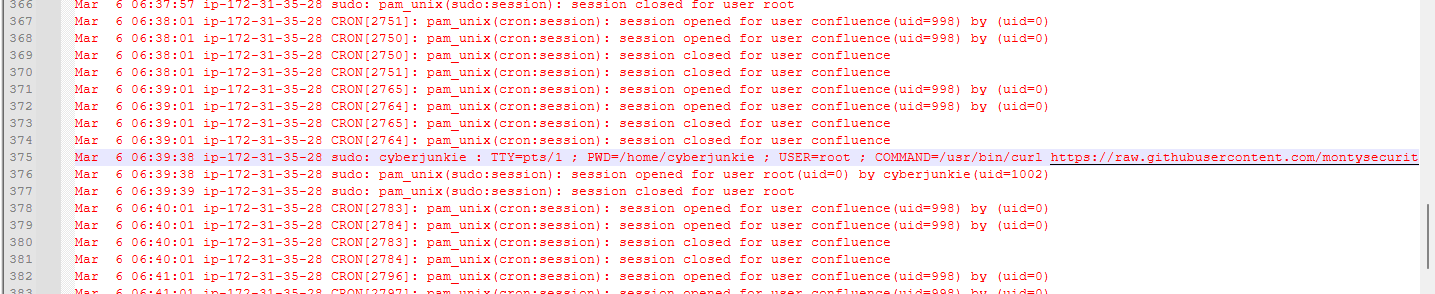 366 Mar  6 06:37:57 ip-172-31-35-28 sudo: pam_unix(sudo:session): session closed for user root
367 Mar  6 06:38:01 ip-172-31-35-28 CRON[2751]: pam_unix(cron:session): session opened for user confluence(uid=998) by (uid=0)
368 Mar  6 06:38:01 ip-172-31-35-28 CRON[2750]: pam_unix(cron:session): session opened for user confluence(uid=998) by (uid=0)
369 Mar  6 06:38:01 ip-172-31-35-28 CRON[2750]: pam_unix(cron:session): session closed for user confluence
370 Mar  6 06:38:01 ip-172-31-35-28 CRON[2751]: pam_unix(cron:session): session closed for user confluence
371 Mar  6 06:39:01 ip-172-31-35-28 CRON[2765]: pam_unix(cron:session): session opened for user confluence(uid=998) by (uid=0)
372 Mar  6 06:39:01 ip-172-31-35-28 CRON[2764]: pam_unix(cron:session): session opened for user confluence(uid=998) by (uid=0)
373 Mar  6 06:39:01 ip-172-31-35-28 CRON[2765]: pam_unix(cron:session): session closed for user confluence
374 Mar  6 06:39:01 ip-172-31-35-28 CRON[2764]: pam_unix(cron:session): session closed for user confluence
375 Mar  6 06:39:38 ip-172-31-35-28 sudo: cyberjunkie : TTY=pts/1 ; PWD=/home/cyberjunkie ; USER=root ; COMMAND=/usr/bin/curl https://raw.githubusercontent.com/montysecurit
376 Mar  6 06:39:38 ip-172-31-35-28 sudo: pam_unix(sudo:session): session opened for user root(uid=0) by cyberjunkie(uid=1002)
377 Mar  6 06:39:39 ip-172-31-35-28 sudo: pam_unix(sudo:session): session closed for user root
378 Mar  6 06:40:01 ip-172-31-35-28 CRON[2783]: pam_unix(cron:session): session opened for user confluence(uid=998) by (uid=0)
379 Mar  6 06:40:01 ip-172-31-35-28 CRON[2784]: pam_unix(cron:session): session opened for user confluence(uid=998) by (uid=0)
380 Mar  6 06:40:01 ip-172-31-35-28 CRON[2783]: pam_unix(cron:session): session closed for user confluence
381 Mar  6 06:40:01 ip-172-31-35-28 CRON[2784]: pam_unix(cron:session): session closed for user confluence
382 Mar  6 06:41:01 ip-172-31-35-28 CRON[2796]: pam_unix(cron:session): session opened for user confluence(uid=998) by (uid=0)
383 Mar  6 06:41:01 ip-172-31-35-28 CRON[2797]: pam_unix(cron:session): session opened for user confluence(uid=998) by (uid=0)